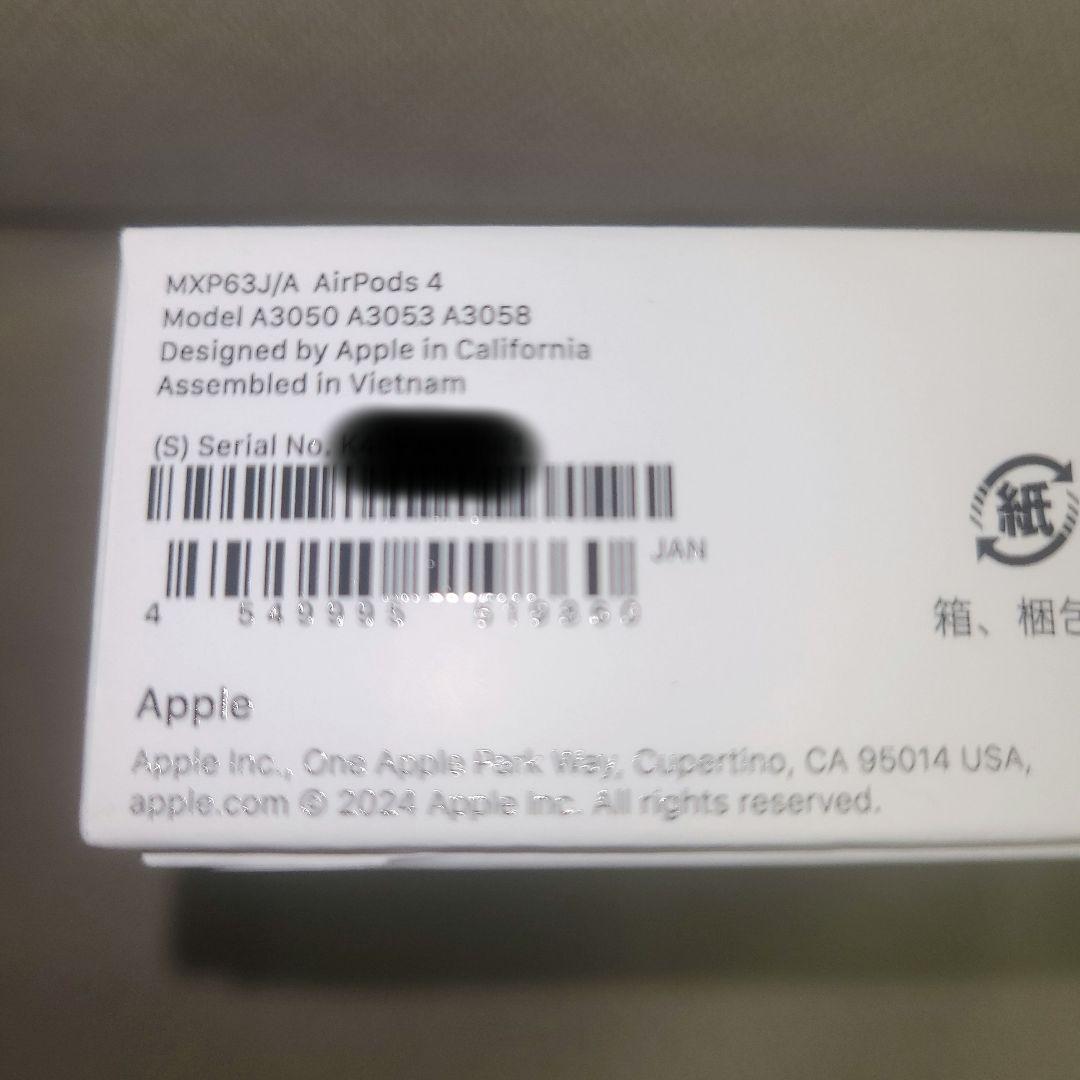 MXP63J/A AirPods 4
Model A3050 A3053 A3058
Designed by Apple in California
Assembled in Vietnam
(S) Serial No.
JAN
4 549995
Apple
Apple Inc., One Apple Park Way, Cupertino, CA 95014 USA,
apple.com © 2024 Apple Inc. All rights reserved.
紙
箱、梱包